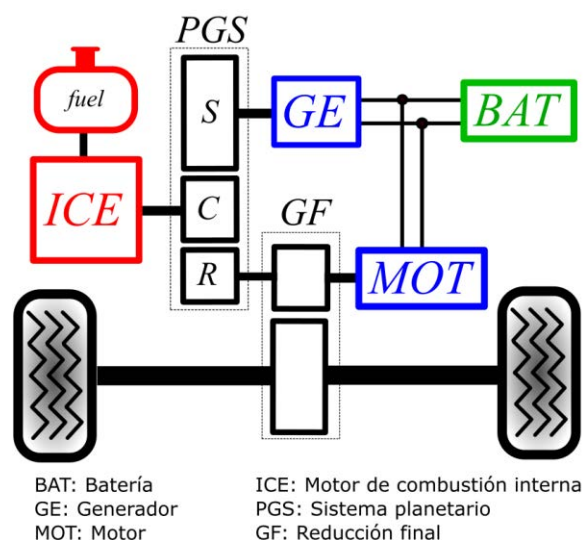 PGS
fuel
S
GE
BAT
ICE
C
GF
R
MOT
BAT: Batería
GE: Generador
MOT: Motor
ICE: Motor de combustión interna
PGS: Sistema planetario
GF: Reducción final